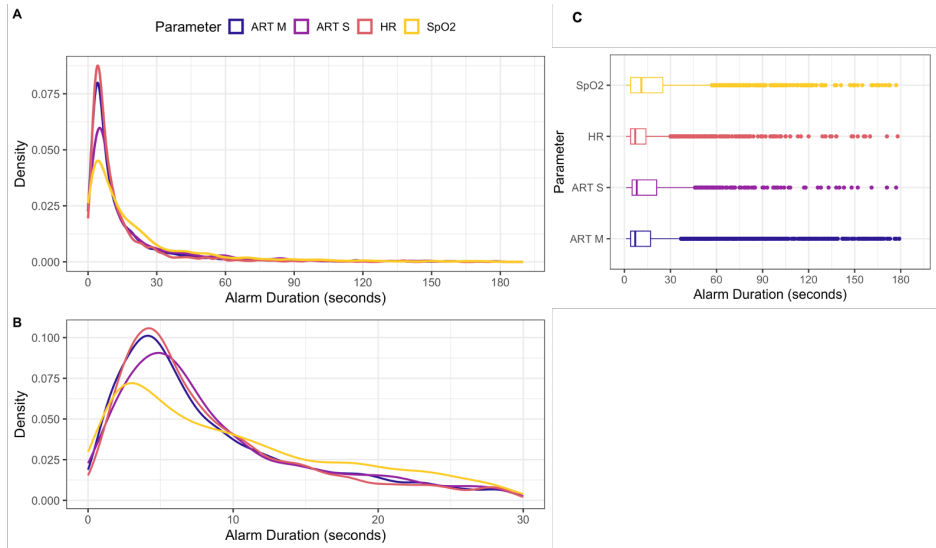 A
Parameter ART M ART S HR SpO2
Density
0.075
0.050
0.025
0.000
0 30 60 90 120 150 180
Alarm Duration (seconds)
B
Density
0.100
0.075
0.050
0.025
0.000
0 10 20 30
Alarm Duration (seconds)
C
Parameter
SpO2
HR
ART S
ART M
0 30 60 90 120 150 180
Alarm Duration (seconds)